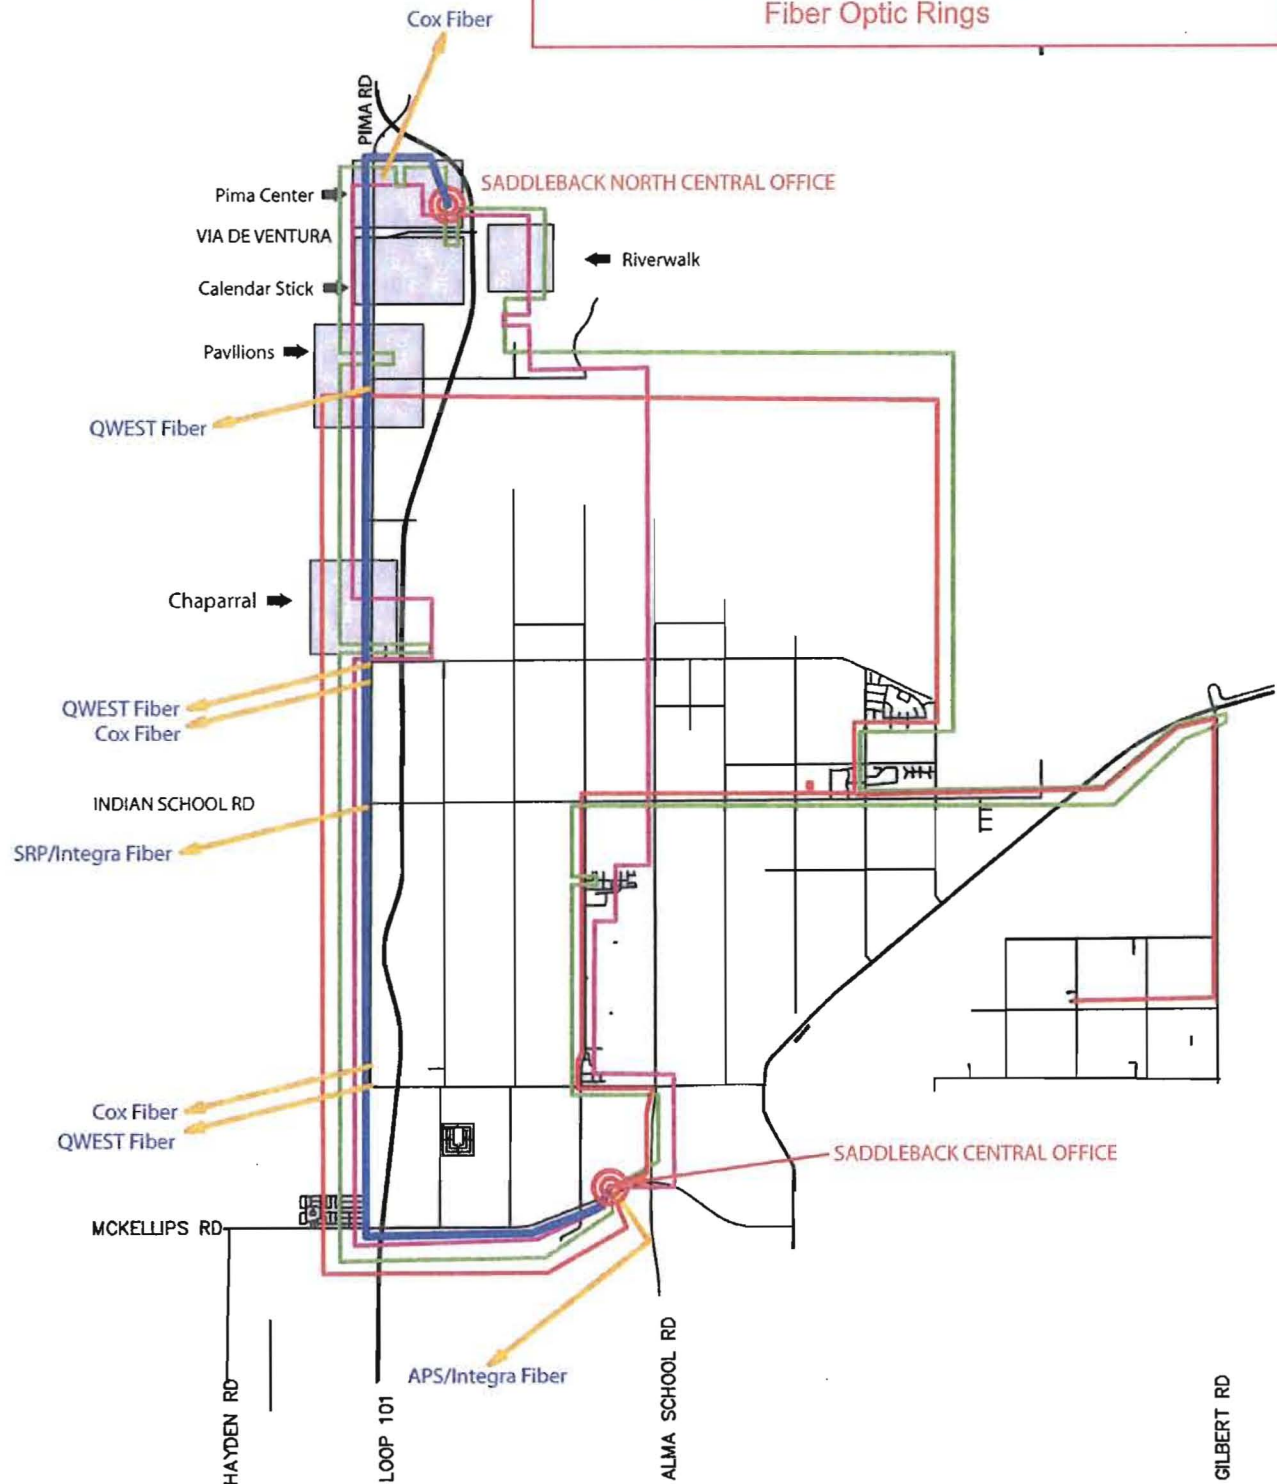 Fiber Optic Rings
Cox Fiber
PIMA RD
SADDLEBACK NORTH CENTRAL OFFICE
Pima Center
VIA DE VENTURA
Riverwalk
Calendar Stick
Pavilions
QWEST Fiber
Chaparral
QWEST Fiber
Cox Fiber
INDIAN SCHOOL RD
SRP/Integra Fiber
Cox Fiber
QWEST Fiber
SADDLEBACK CENTRAL OFFICE
MCKELLIPS RD
APS/Integra Fiber
HAYDEN RD
LOOP 101
ALMA SCHOOL RD
GILBERT RD